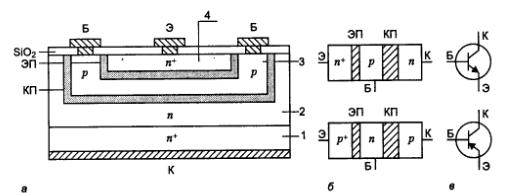 Б Э Б 4
SiO₂
ЭП
КП
p n⁺ p 3
n 2
n⁺ 1
К
а
ЭП КП
Э n⁺ p n К
Б
ЭП КП
Э p⁺ n p К
Б
б
К
Б
Э
К
Б
Э
в